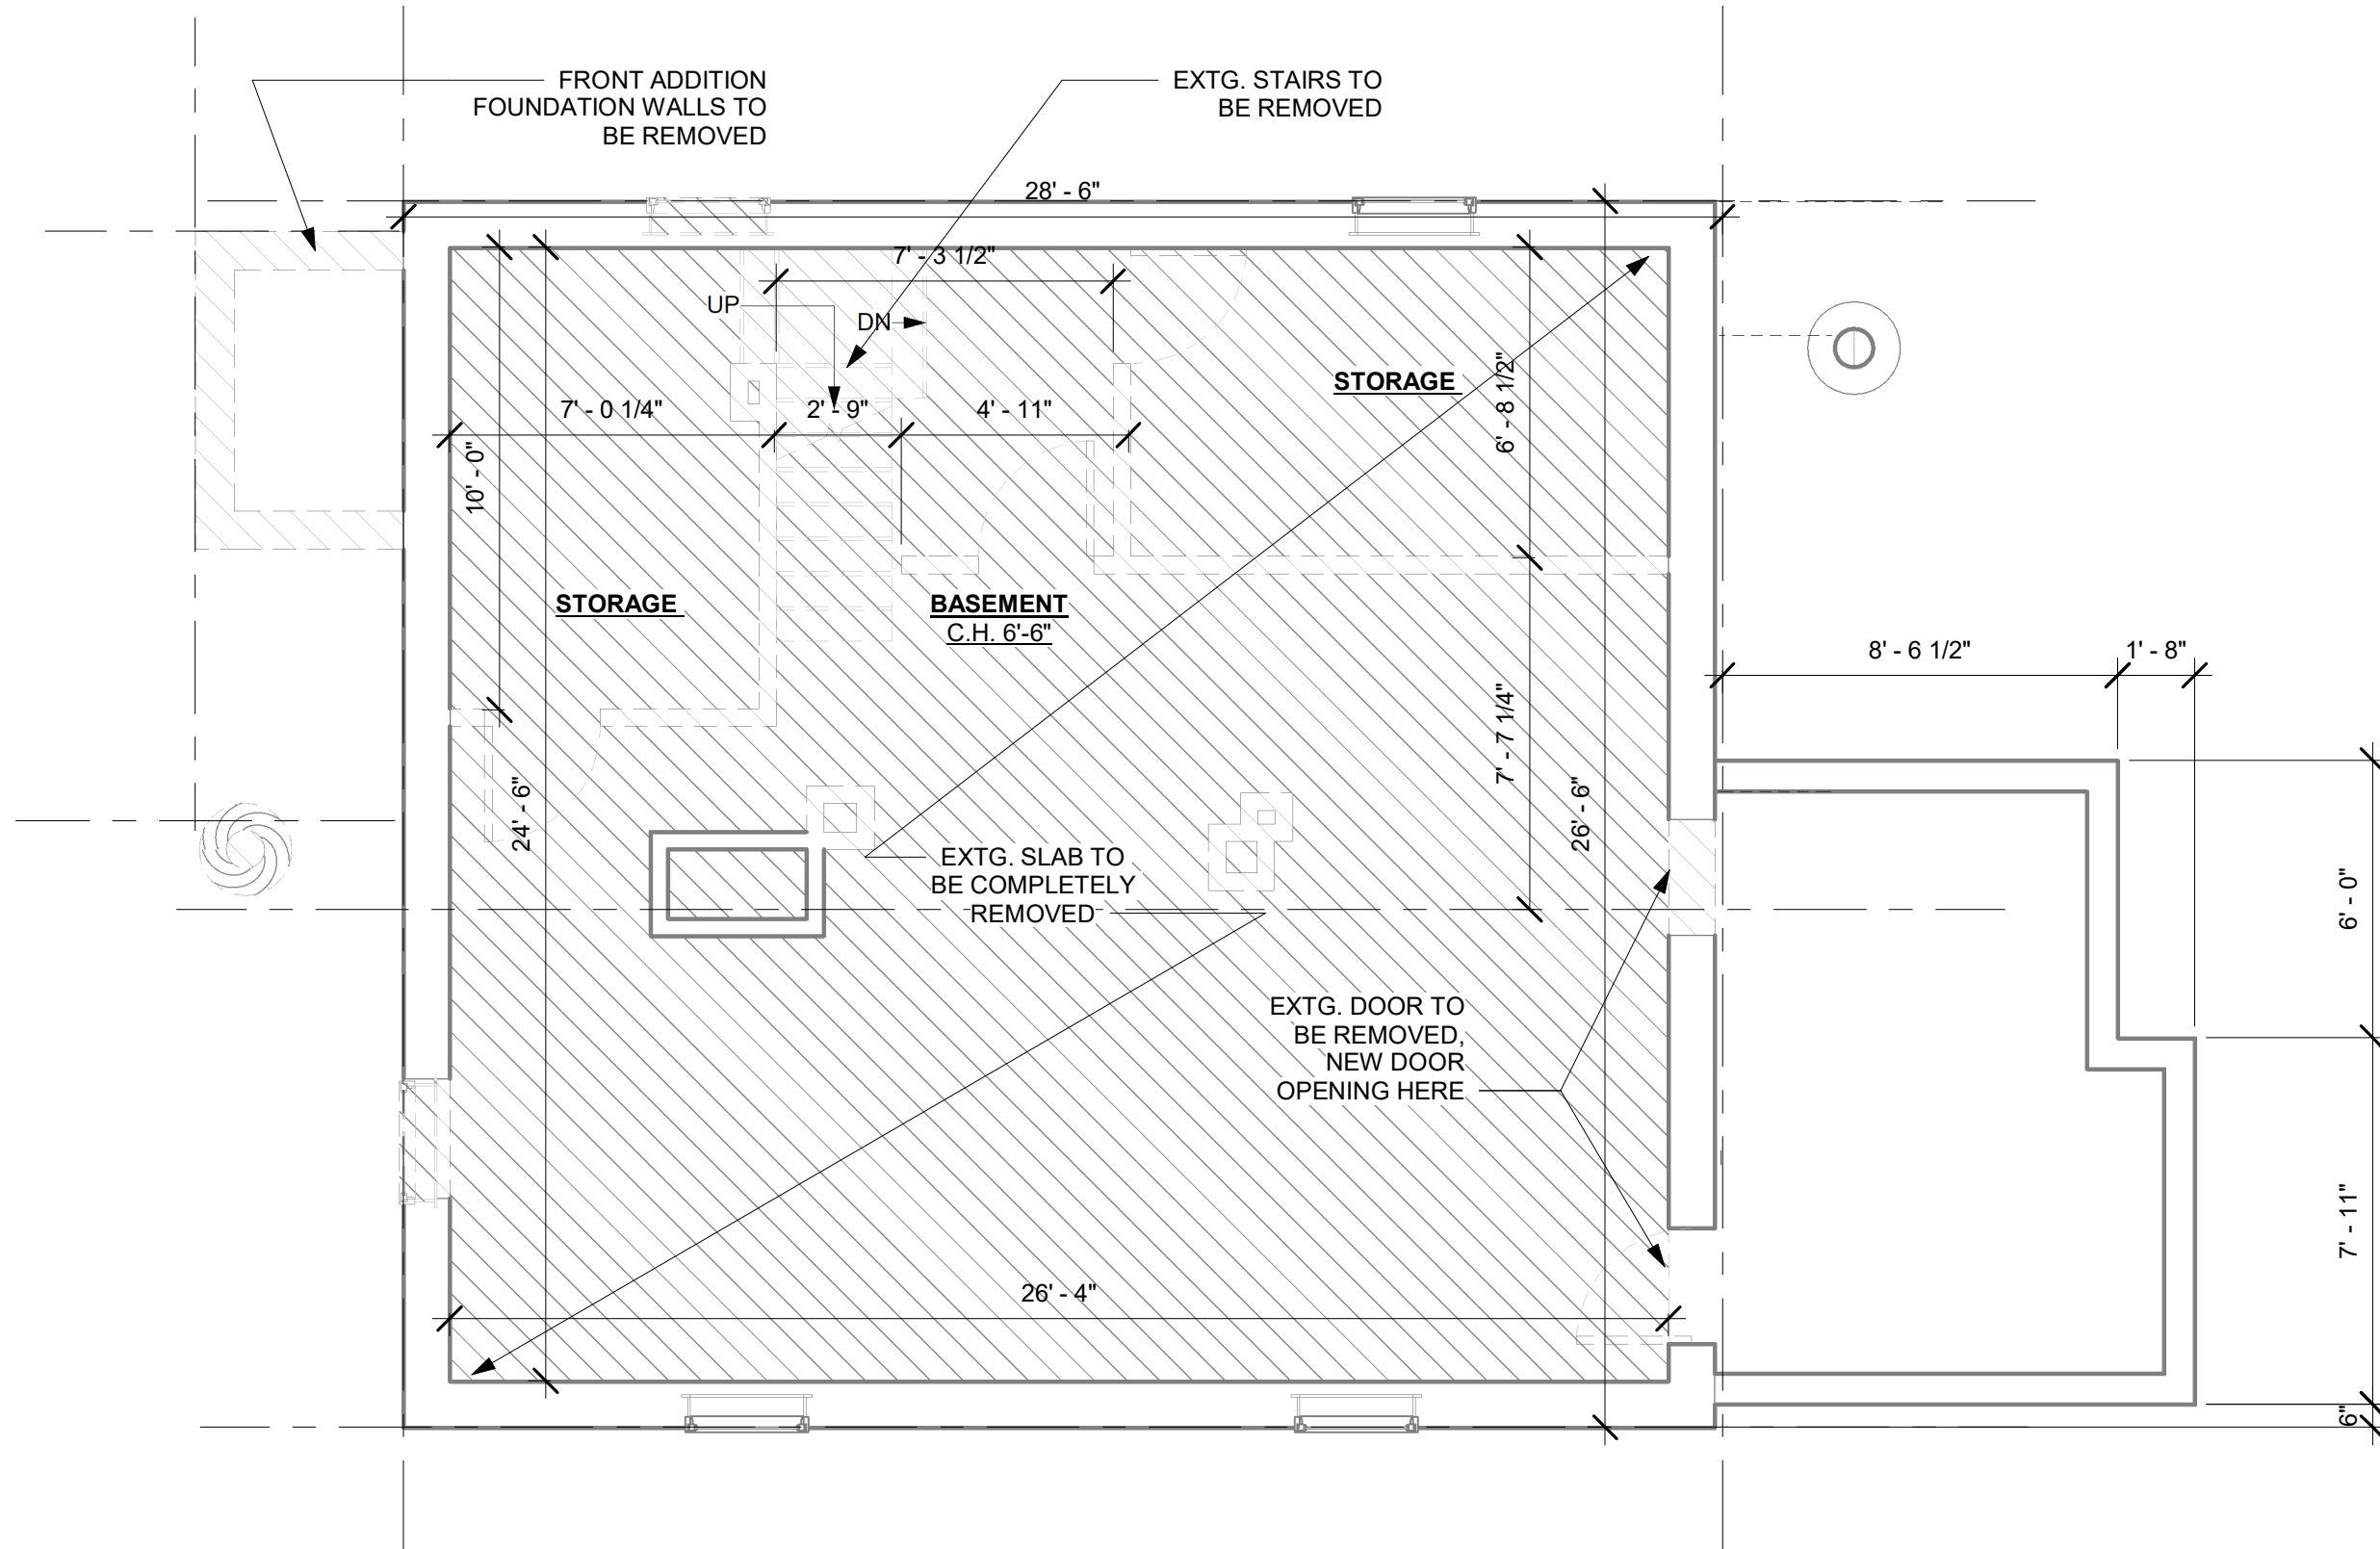 FRONT ADDITION
FOUNDATION WALLS TO
BE REMOVED
EXTG. STAIRS TO
BE REMOVED
28' - 6"
7' - 3 1/2"
UP
DN
STORAGE
6' - 8 1/2"
7' - 0 1/4"
2' - 9"
4' - 11"
10' - 0"
STORAGE
BASEMENT
C.H. 6'-6"
8' - 6 1/2"
1' - 8"
7' - 7 1/4"
24' - 6"
26' - 6"
EXTG. SLAB TO
BE COMPLETELY
REMOVED
6' - 0"
EXTG. DOOR TO
BE REMOVED,
NEW DOOR
OPENING HERE
7' - 11"
26' - 4"
6"